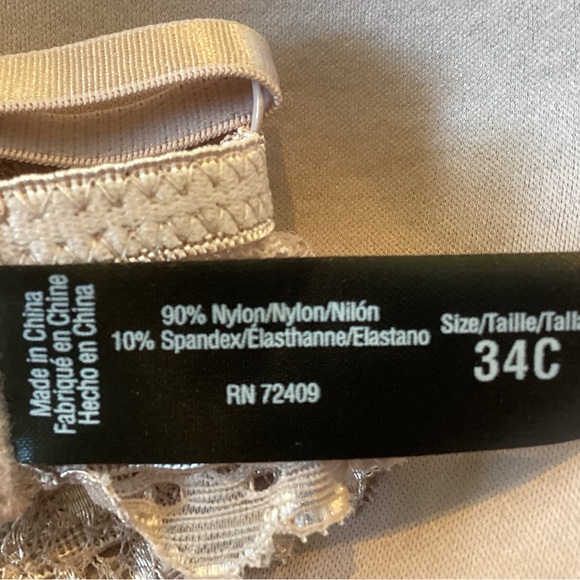 Made in China
Fabriqué en Chine
Hecho en China
90% Nylon/Nylon/Nilón
10% Spandex/Élasthanne/Elastano
RN 72409
Size/Taille/Talla
34C